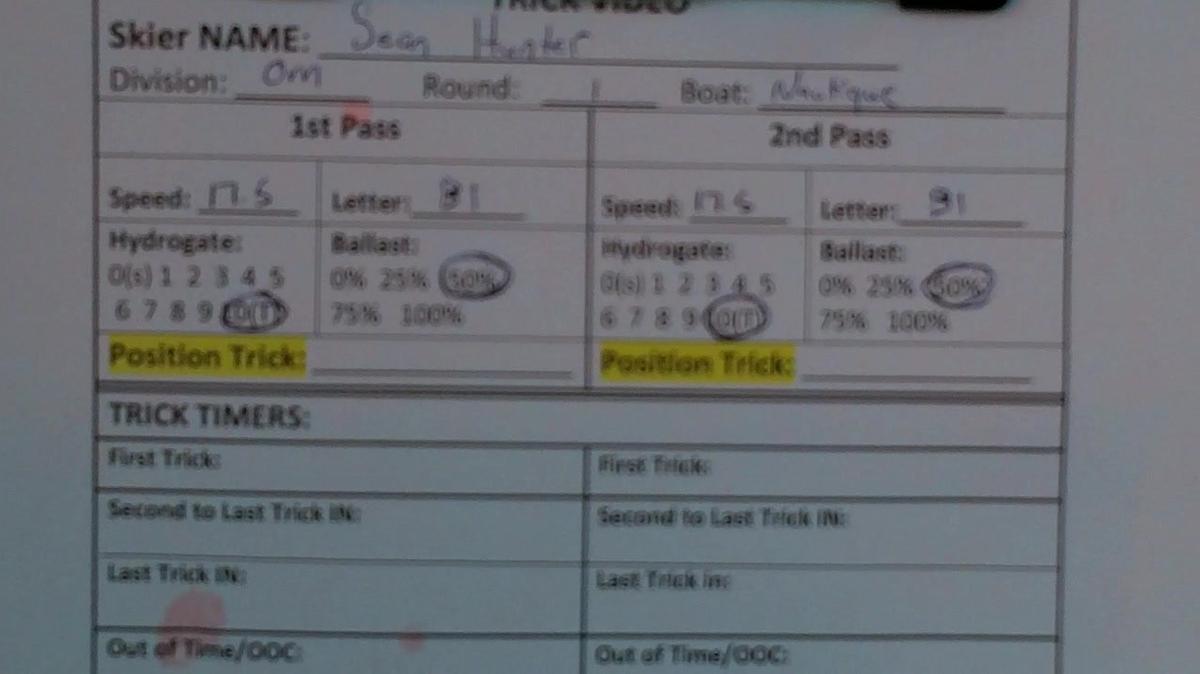 TRICK VIDEO
Skier NAME: Sean Hunter
Division: Om Round: 1 Boat: Nautique
1st Pass 2nd Pass
Speed: 17.5 Letter: B1 Speed: 17.5 Letter: B1
Hydrogate: Ballast: Hydrogate: Ballast:
0(s) 1 2 3 4 5 0% 25% 50% 0(s) 1 2 3 4 5 0% 25% 50%
6 7 8 9 10(F) 75% 100% 6 7 8 9 10(F) 75% 100%
Position Trick: Position Trick:
TRICK TIMERS:
First Trick: First Trick:
Second to Last Trick IN: Second to Last Trick IN:
Last Trick IN: Last Trick in:
Out of Time/OOC: Out of Time/OOC: